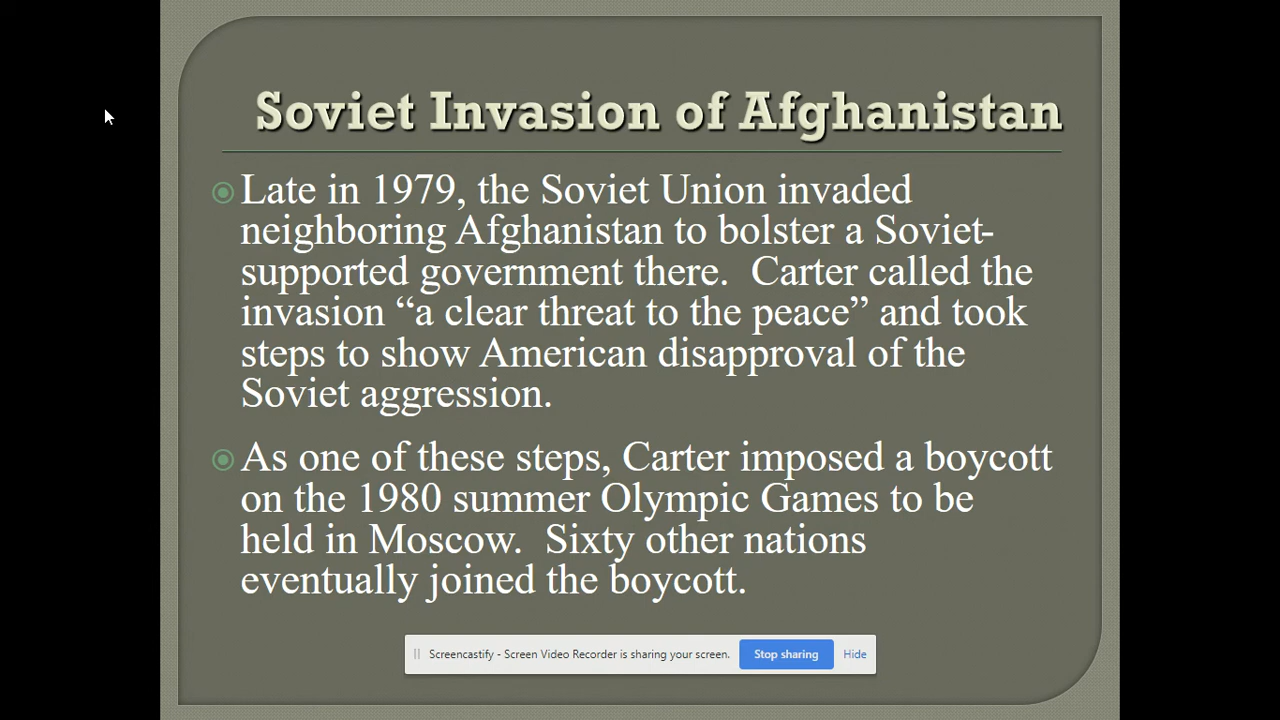 Soviet Invasion of Afghanistan
Late in 1979, the Soviet Union invaded
neighboring Afghanistan to bolster a Soviet-
supported government there.  Carter called the
invasion “a clear threat to the peace” and took
steps to show American disapproval of the
Soviet aggression.
As one of these steps, Carter imposed a boycott
on the 1980 summer Olympic Games to be
held in Moscow.  Sixty other nations
eventually joined the boycott.
Screencastify - Screen Video Recorder is sharing your screen. Stop sharing Hide